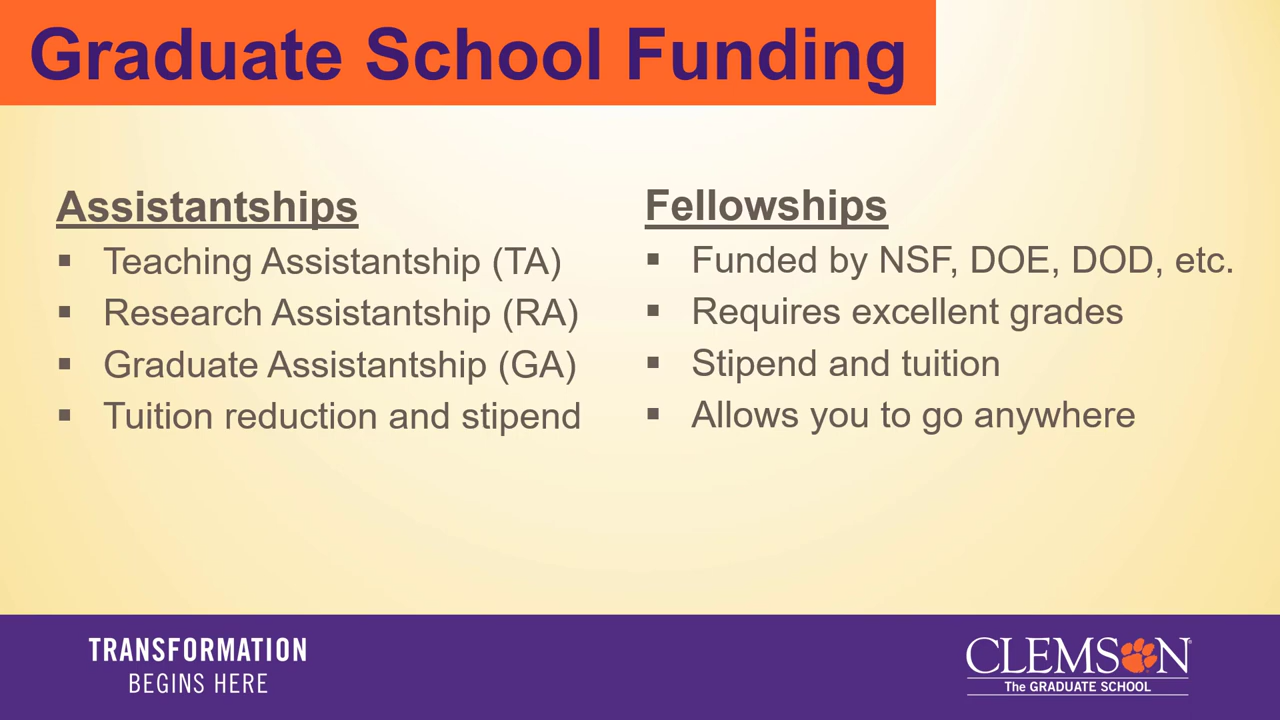 Graduate School Funding
Assistantships
▪ Teaching Assistantship (TA)
▪ Research Assistantship (RA)
▪ Graduate Assistantship (GA)
▪ Tuition reduction and stipend
Fellowships
▪ Funded by NSF, DOE, DOD, etc.
▪ Requires excellent grades
▪ Stipend and tuition
▪ Allows you to go anywhere
TRANSFORMATION
BEGINS HERE
CLEMSON®
The GRADUATE SCHOOL